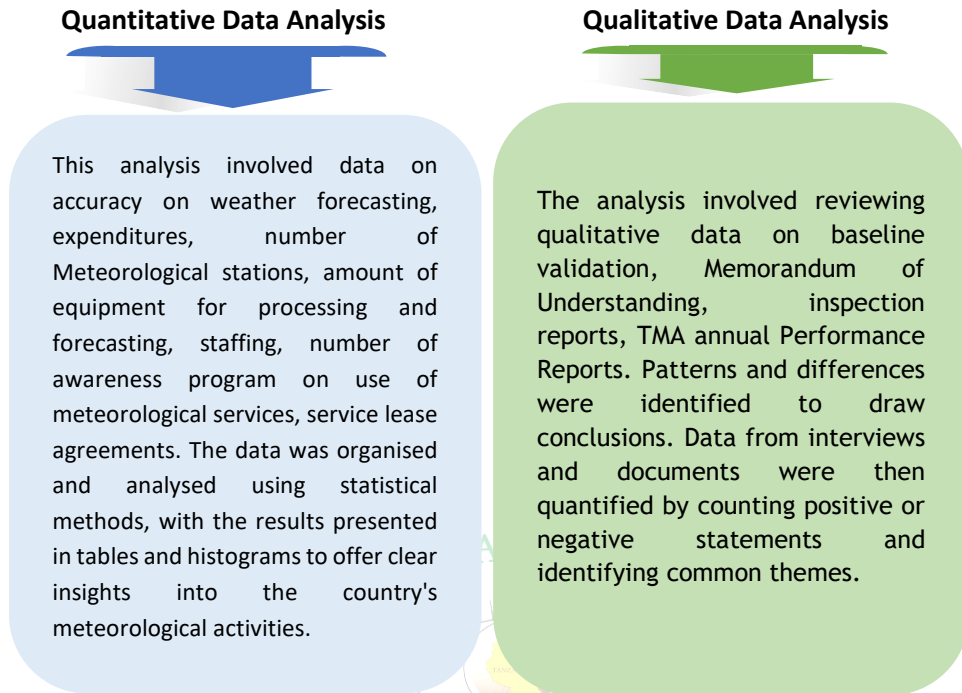 Quantitative Data Analysis
This analysis involved data on
accuracy on weather forecasting,
expenditures, number of
Meteorological stations, amount of
equipment for processing and
forecasting, staffing, number of
awareness program on use of
meteorological services, service lease
agreements. The data was organised
and analysed using statistical
methods, with the results presented
in tables and histograms to offer clear
insights into the country's
meteorological activities.
Qualitative Data Analysis
The analysis involved reviewing
qualitative data on baseline
validation, Memorandum of
Understanding, inspection
reports, TMA annual Performance
Reports. Patterns and differences
were identified to draw
conclusions. Data from interviews
and documents were then
quantified by counting positive or
negative statements and
identifying common themes.